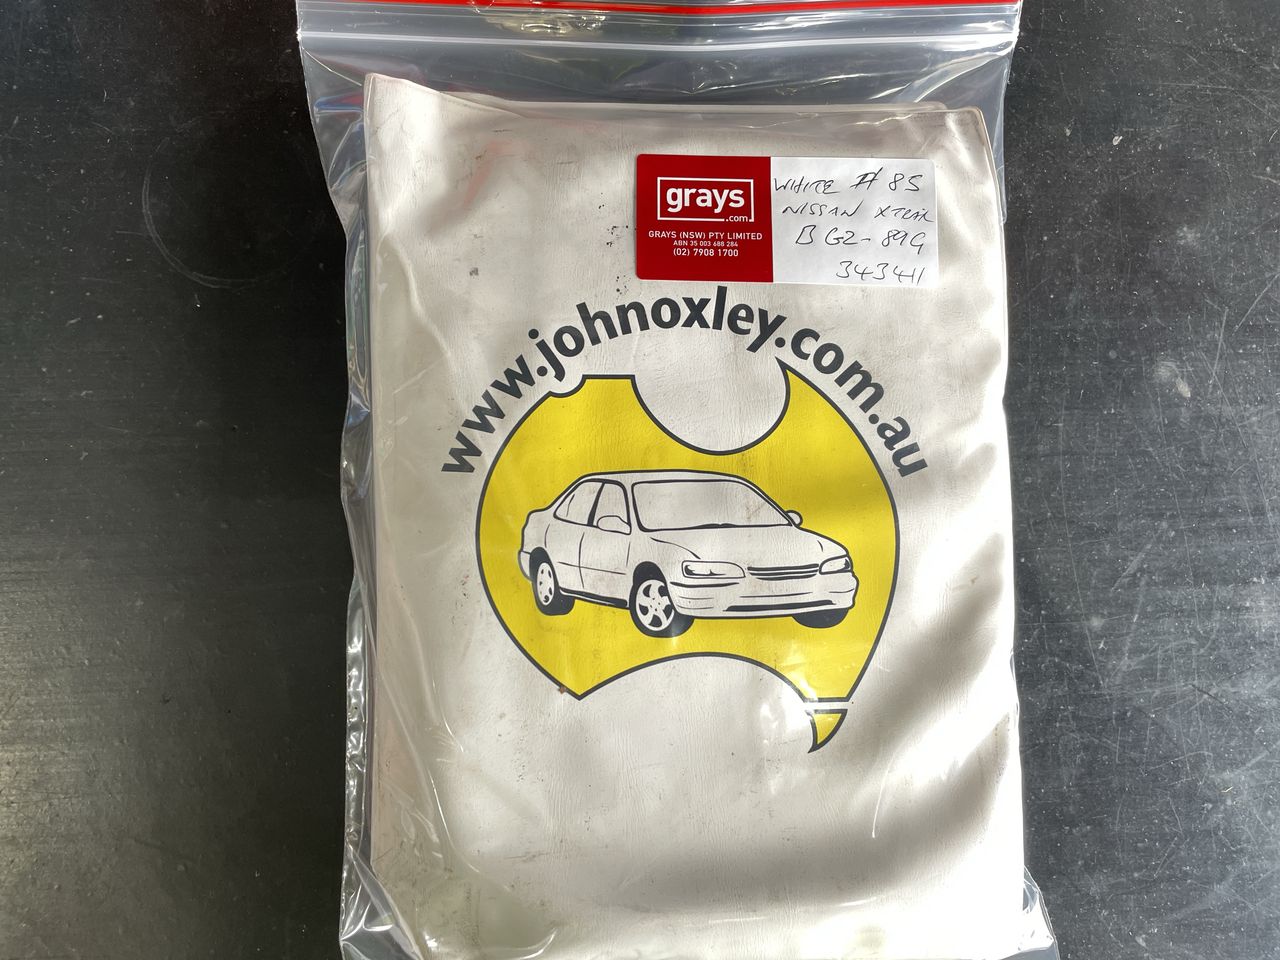 grays
.com
GRAYS (NSW) PTY LIMITED
ABN 35 003 688 284
(02) 7908 1700
WHITE # 85
NISSAN XTRAIL
BGZ-89G
343411
www.johnoxley.com.au